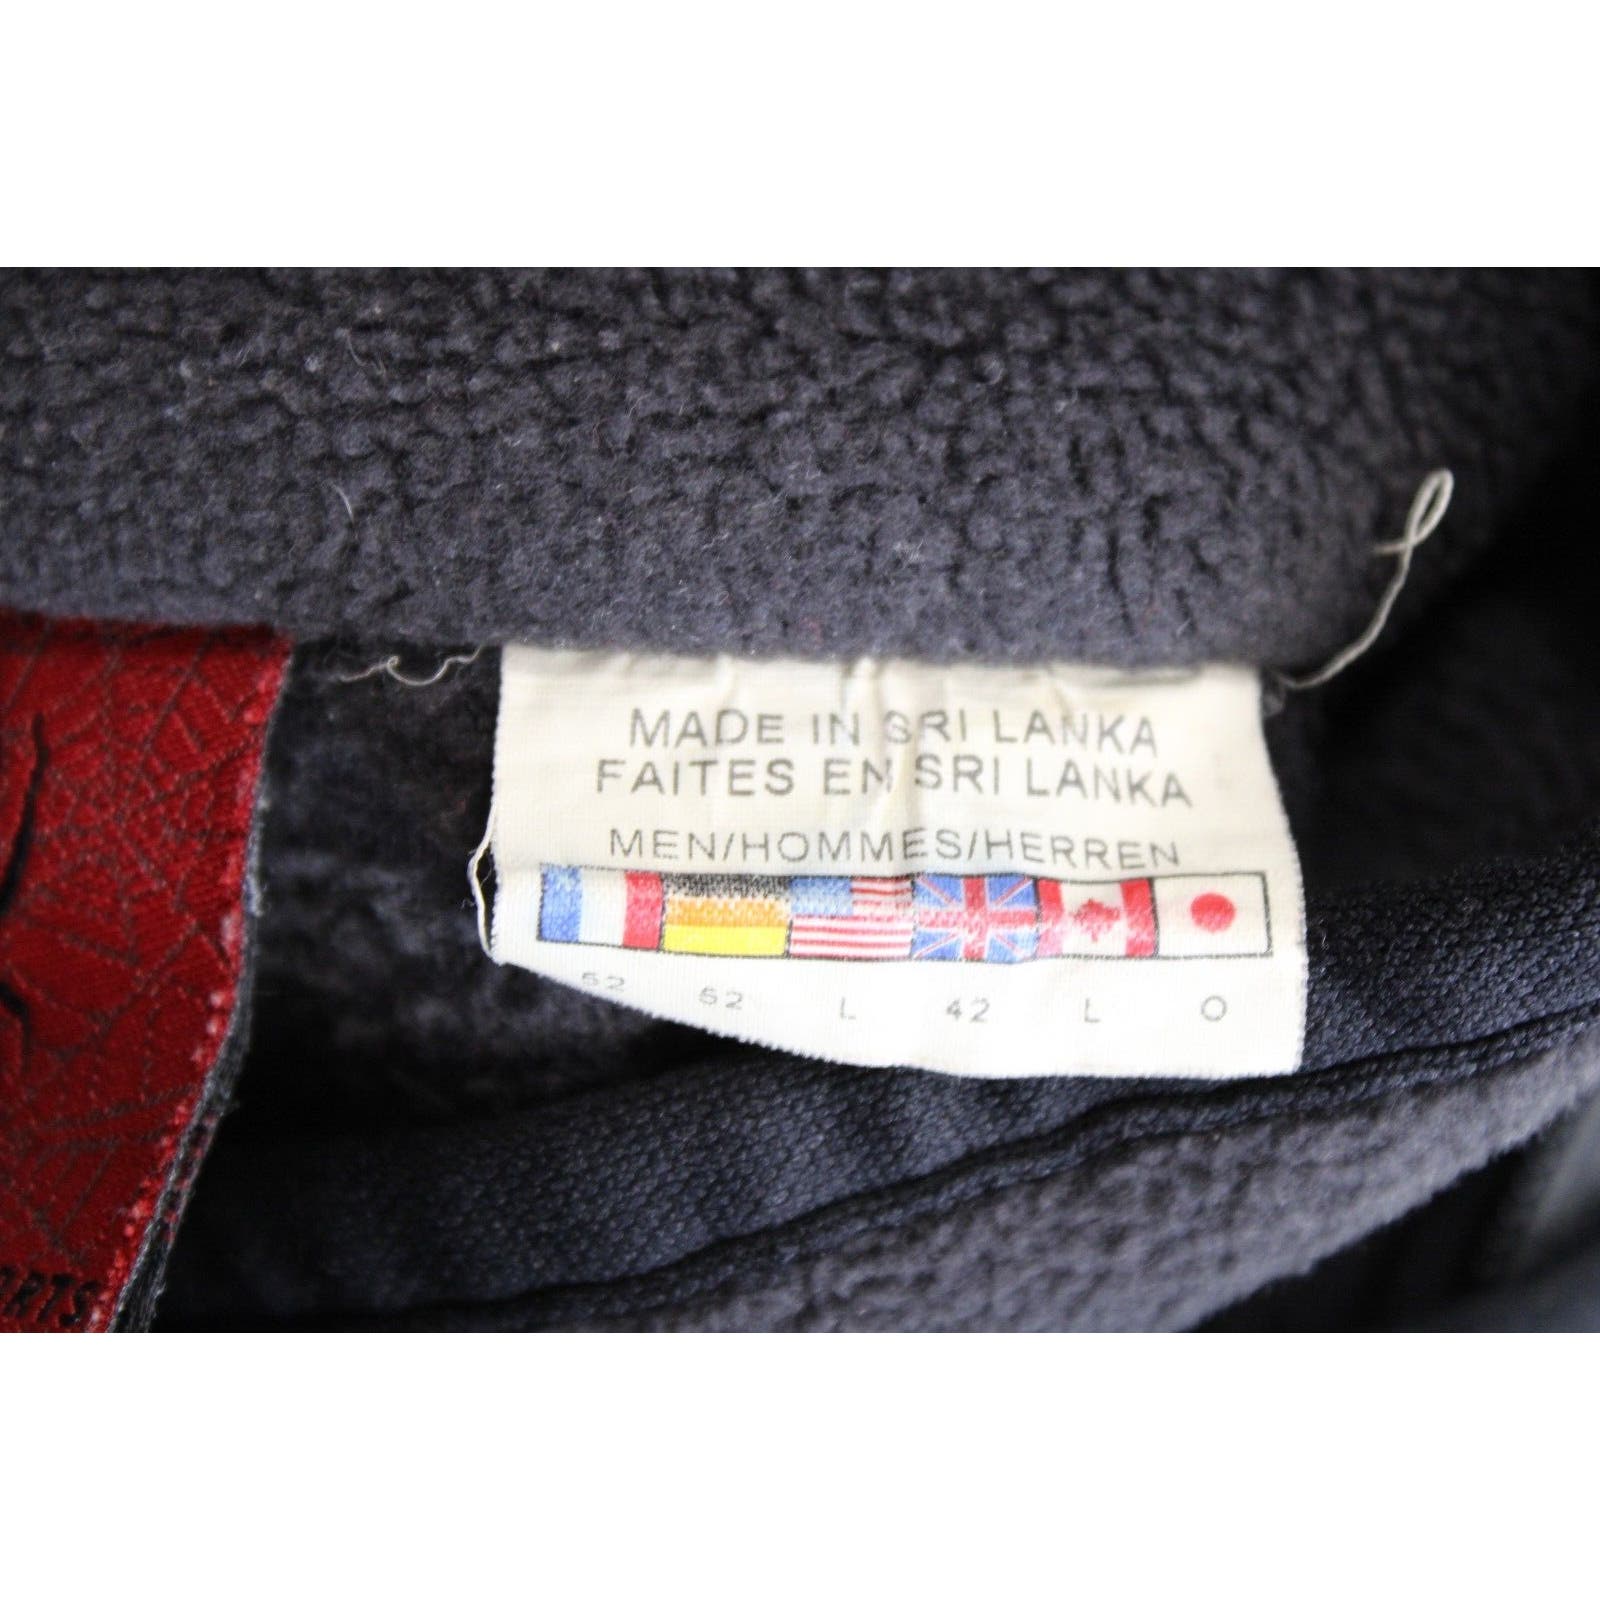 MADE IN SRI LANKA
FAITES EN SRI LANKA
MEN/HOMMES/HERREN
52 52 L 42 L O